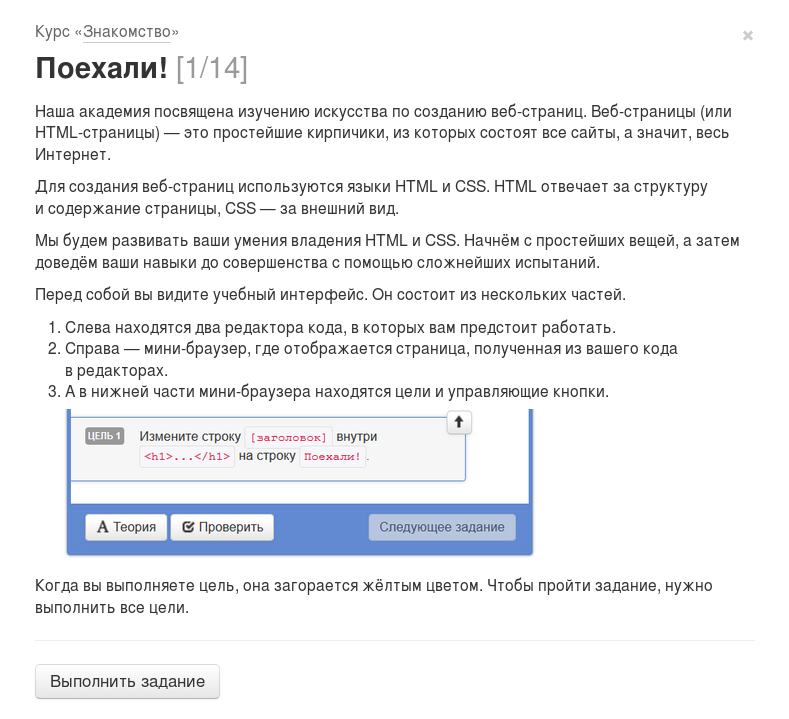 Курс «Знакомство»
×
Поехали! [1/14]
Наша академия посвящена изучению искусства по созданию веб-страниц. Веб-страницы (или
HTML-страницы) — это простейшие кирпичики, из которых состоят все сайты, а значит, весь
Интернет.
Для создания веб-страниц используются языки HTML и CSS. HTML отвечает за структуру
и содержание страницы, CSS — за внешний вид.
Мы будем развивать ваши умения владения HTML и CSS. Начнём с простейших вещей, а затем
доведём ваши навыки до совершенства с помощью сложнейших испытаний.
Перед собой вы видите учебный интерфейс. Он состоит из нескольких частей.
1. Слева находятся два редактора кода, в которых вам предстоит работать.
2. Справа — мини-браузер, где отображается страница, полученная из вашего кода
в редакторах.
3. А в нижней части мини-браузера находятся цели и управляющие кнопки.
ЦЕЛЬ 1 Измените строку [заголовок] внутри
<h1>...</h1> на строку Поехали!.
Теория Проверить Следующее задание
Когда вы выполняете цель, она загорается жёлтым цветом. Чтобы пройти задание, нужно
выполнить все цели.
Выполнить задание